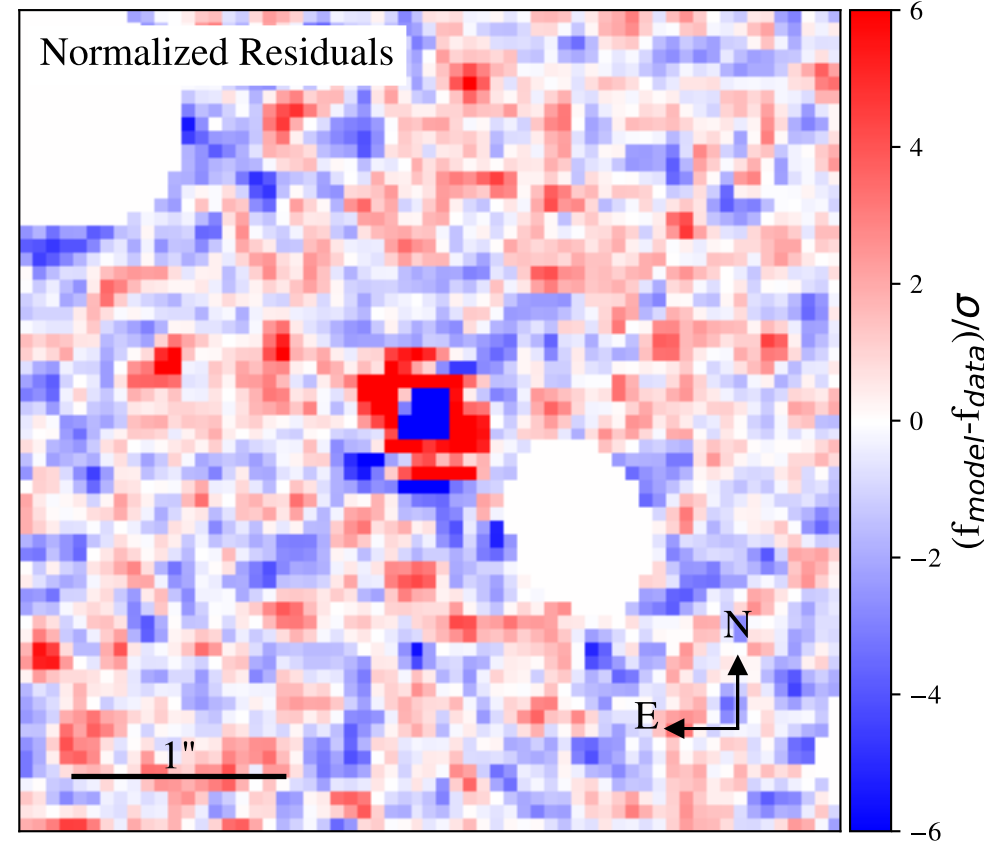 Normalized Residuals
6
4
2
0
−2
−4
−6
(f_model-f_data)/σ
N
E
1"